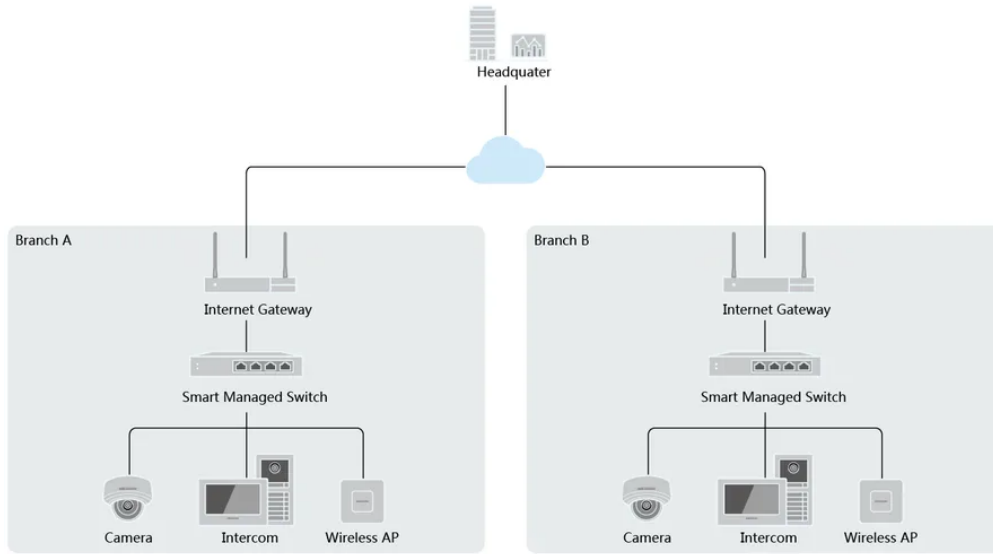 Headquater
Branch A
Internet Gateway
Smart Managed Switch
Camera
Intercom
Wireless AP
Branch B
Internet Gateway
Smart Managed Switch
Camera
Intercom
Wireless AP